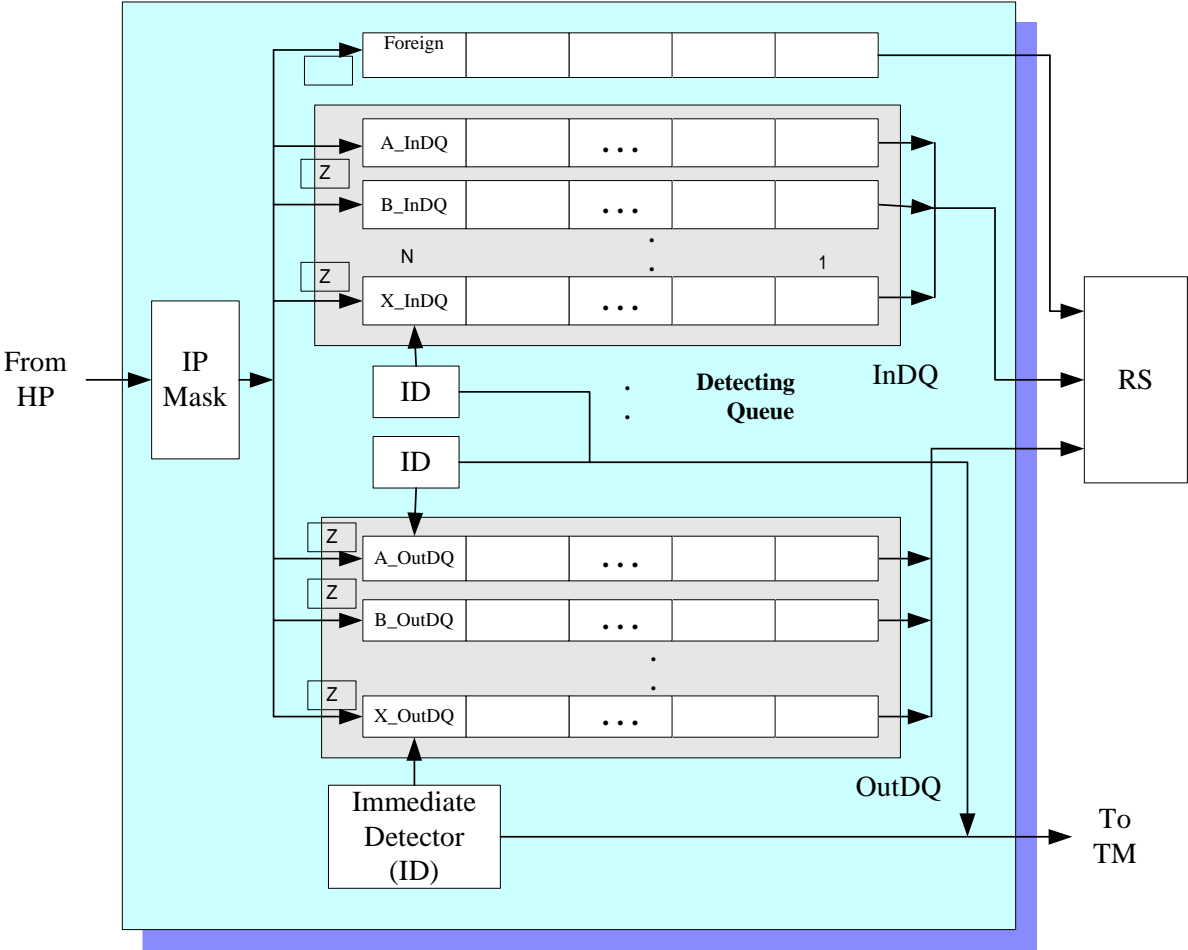 Foreign
A_InDQ
...
Z
B_InDQ
...
N
1
Z
X_InDQ
...
From
HP
IP
Mask
ID
Detecting
Queue
InDQ
RS
ID
Z
A_OutDQ
...
Z
B_OutDQ
...
Z
X_OutDQ
...
OutDQ
Immediate
Detector
(ID)
To
TM